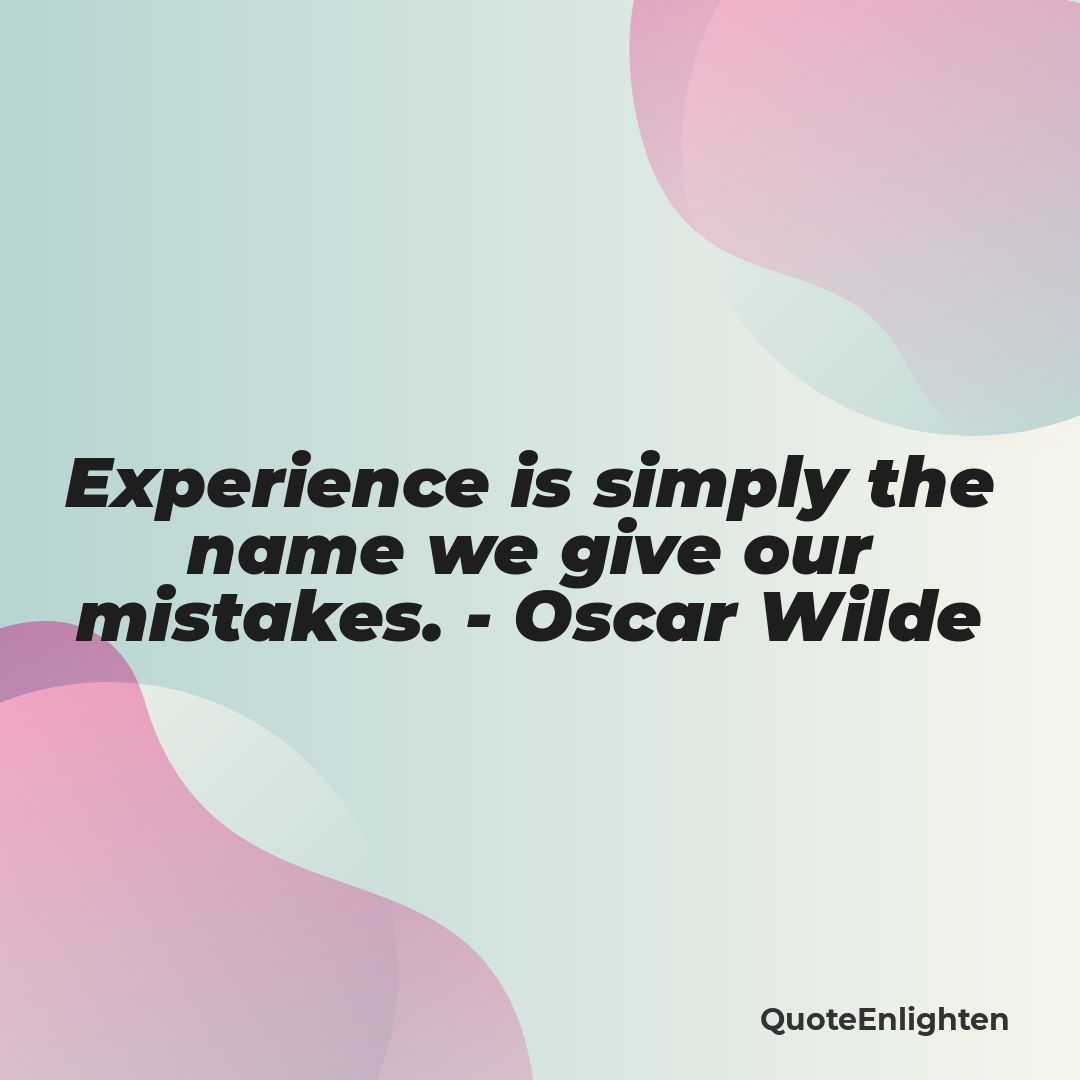 Experience is simply the
name we give our
mistakes. - Oscar Wilde
QuoteEnlighten